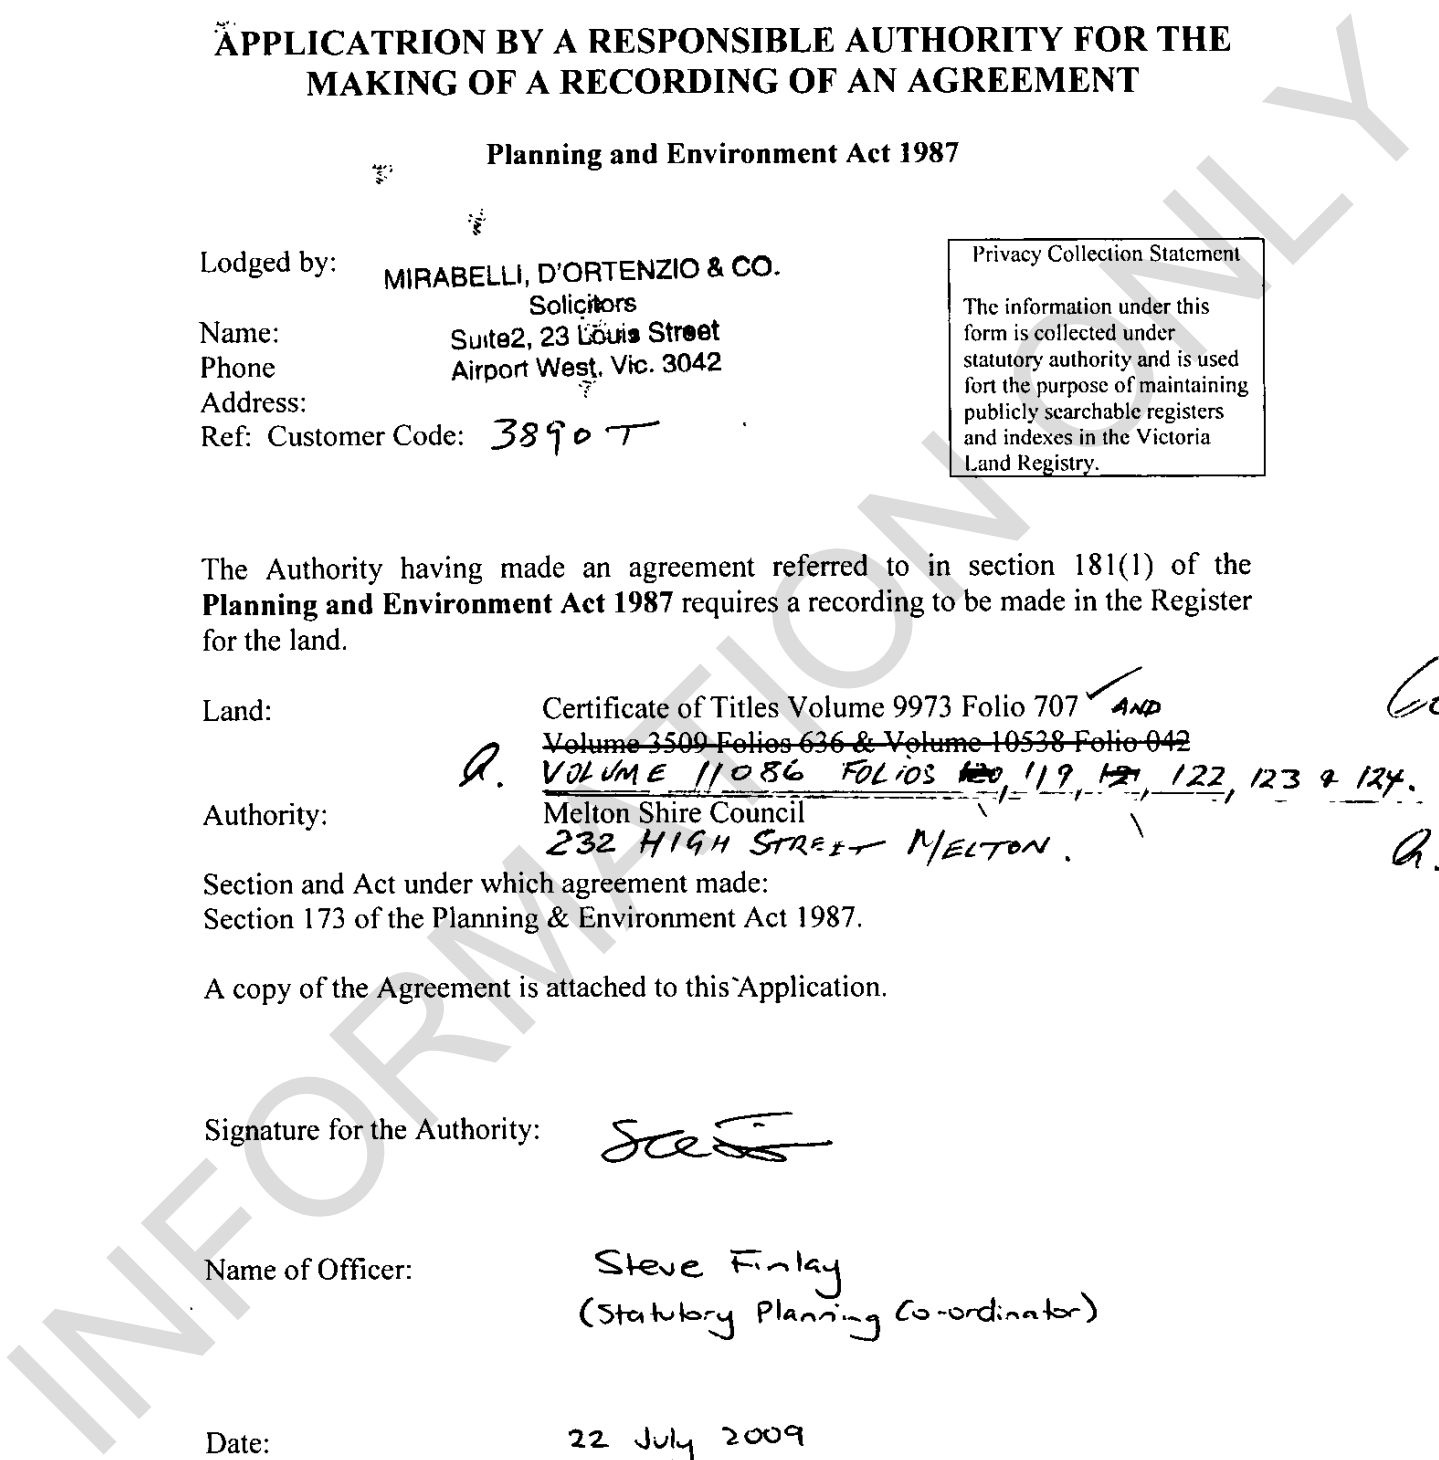 APPLICATRION BY A RESPONSIBLE AUTHORITY FOR THE
MAKING OF A RECORDING OF AN AGREEMENT
Planning and Environment Act 1987
Lodged by:
MIRABELLI, D'ORTENZIO & CO.
Solicitors
Name:
Suite2, 23 Louis Street
Phone
Airport West, Vic. 3042
Address:
Ref: Customer Code: 3890T
Privacy Collection Statement
The information under this
form is collected under
statutory authority and is used
fort the purpose of maintaining
publicly searchable registers
and indexes in the Victoria
Land Registry.
The Authority having made an agreement referred to in section 181(1) of the
Planning and Environment Act 1987 requires a recording to be made in the Register
for the land.
Land: Certificate of Titles Volume 9973 Folio 707 AND
Volume 3509 Folios 636 & Volume 10538 Folio 042
VOLUME 11086 FOLIOS 120, 119, 121, 122, 123 & 124.
Authority: Melton Shire Council
232 HIGH STREET MELTON.
Section and Act under which agreement made:
Section 173 of the Planning & Environment Act 1987.
A copy of the Agreement is attached to this Application.
Signature for the Authority:
Name of Officer: Steve Finlay
(Statutory Planning Co-ordinator)
Date: 22 July 2009
INFORMATION ONLY